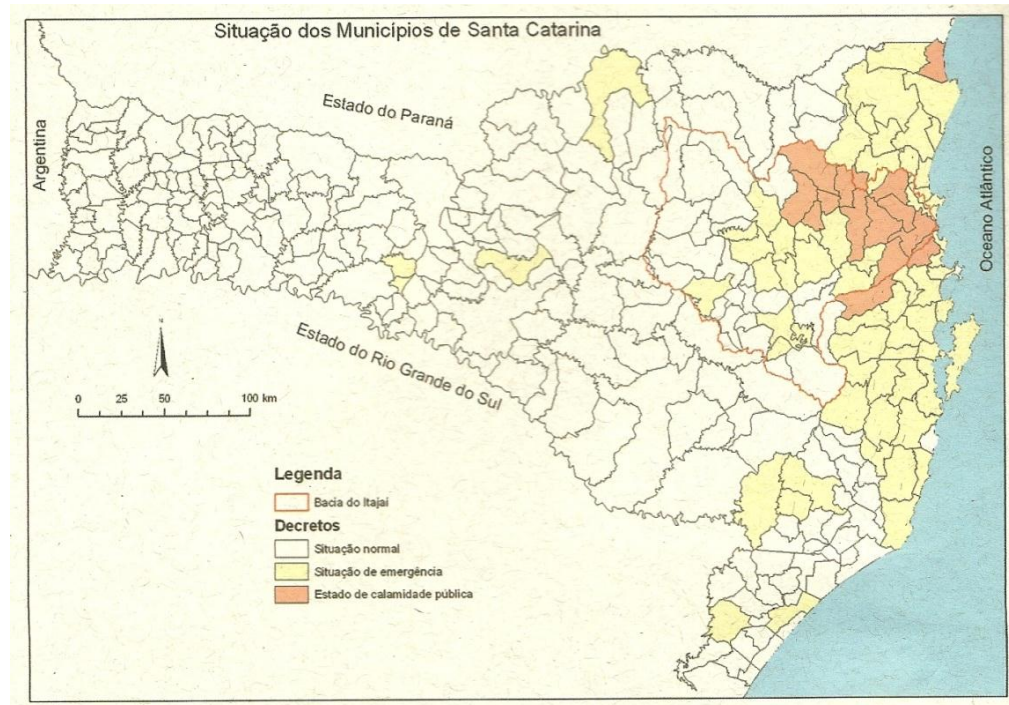 Situação dos Municípios de Santa Catarina
Estado do Paraná
Argentina
Oceano Atlântico
Estado do Rio Grande do Sul
N
0 25 50 100 km
Legenda
Bacia do Itajaí
Decretos
Situação normal
Situação de emergência
Estado de calamidade pública